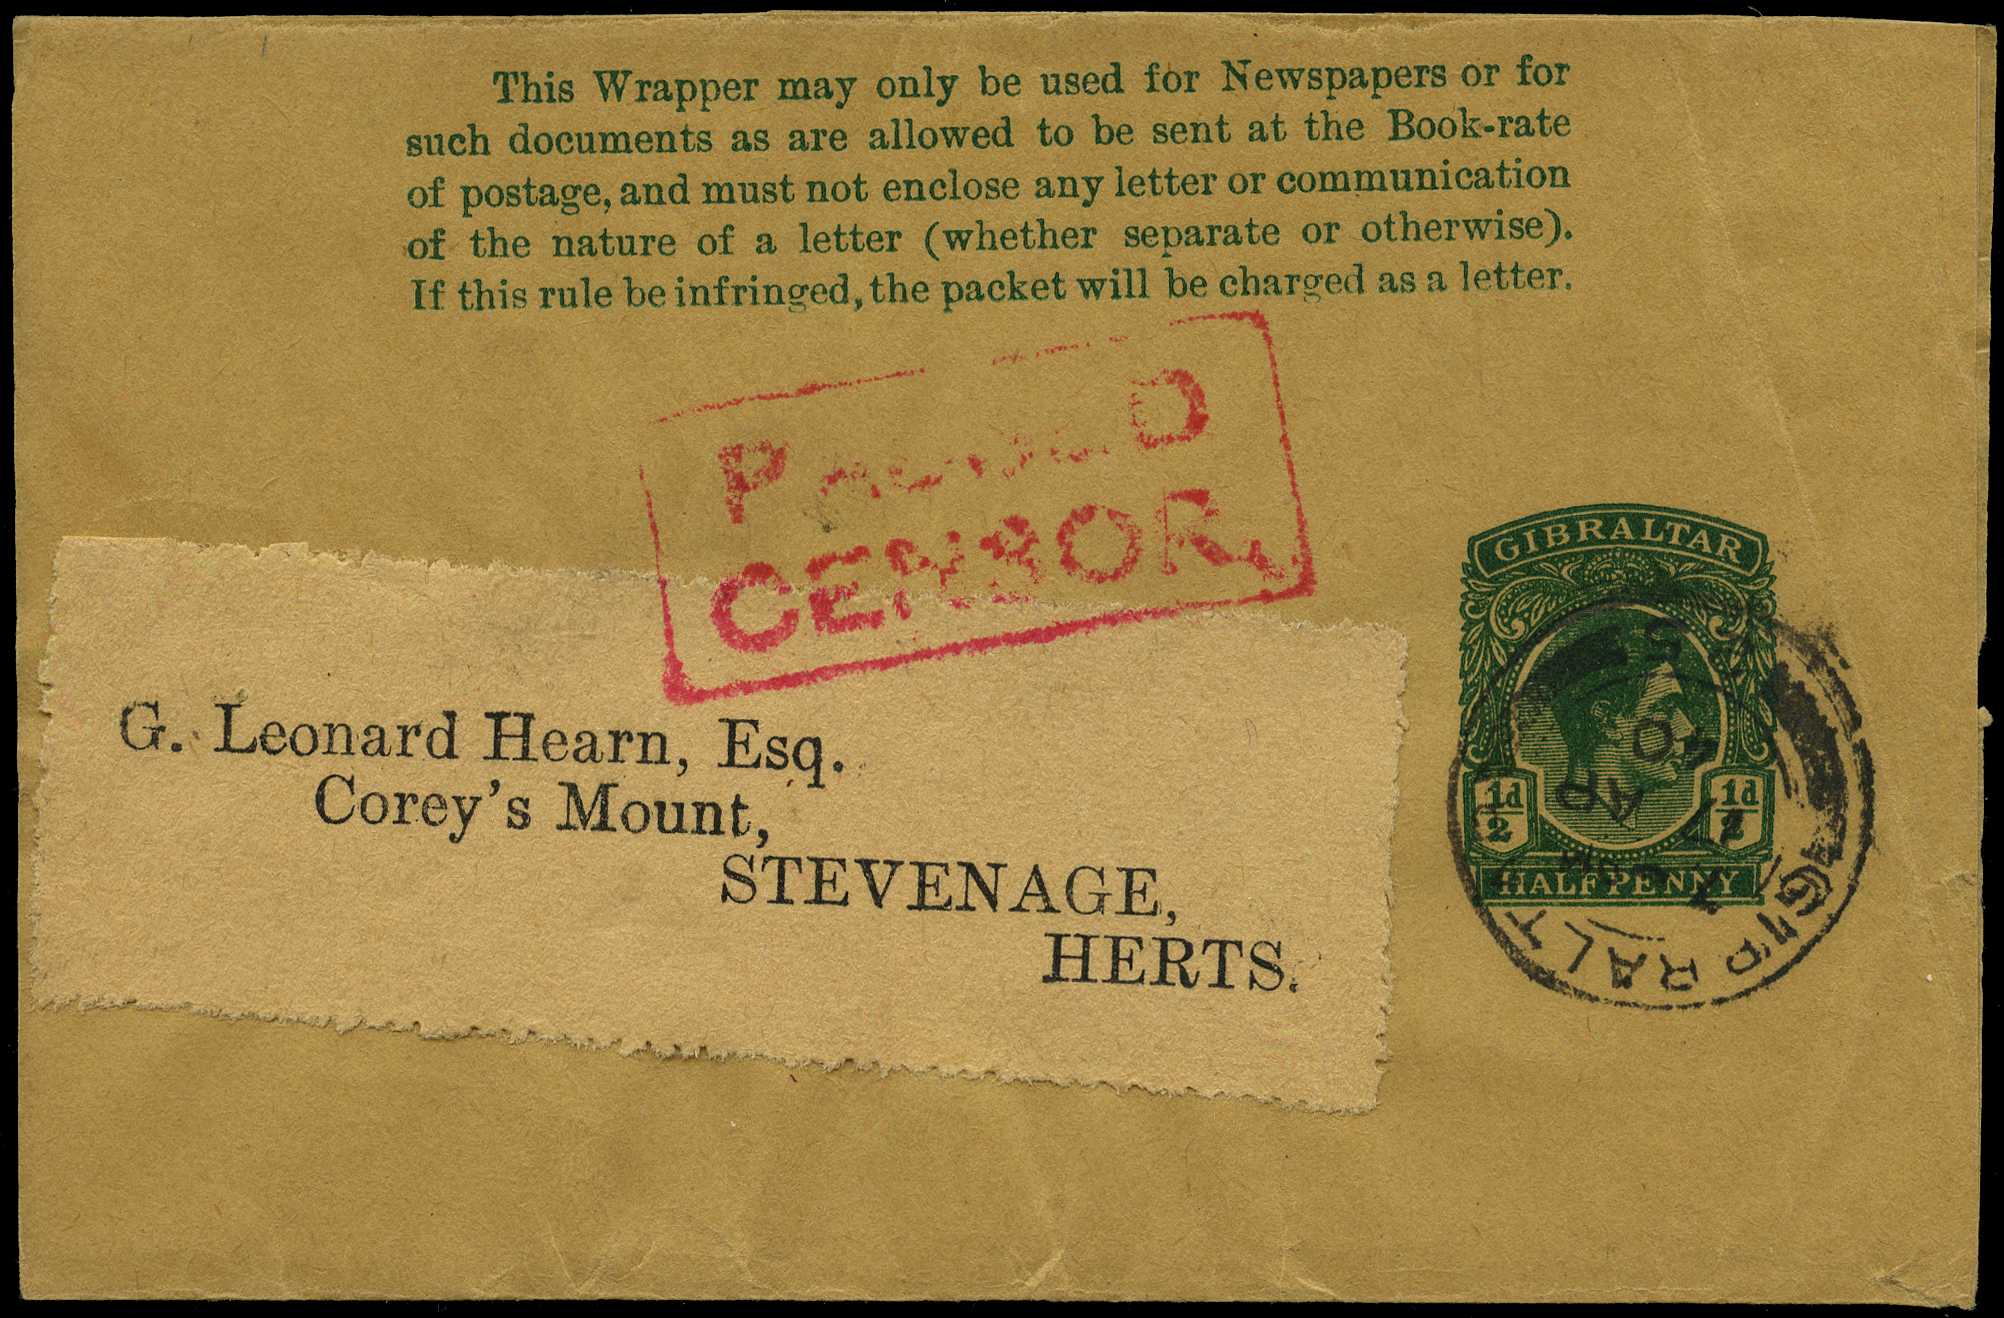 This Wrapper may only be used for Newspapers or for
such documents as are allowed to be sent at the Book-rate
of postage, and must not enclose any letter or communication
of the nature of a letter (whether separate or otherwise).
If this rule be infringed, the packet will be charged as a letter.
PASSED
CENSOR
GIBRALTAR
½d ½d
HALFPENNY
G. Leonard Hearn, Esq.
Corey's Mount,
STEVENAGE,
HERTS.
AP
40